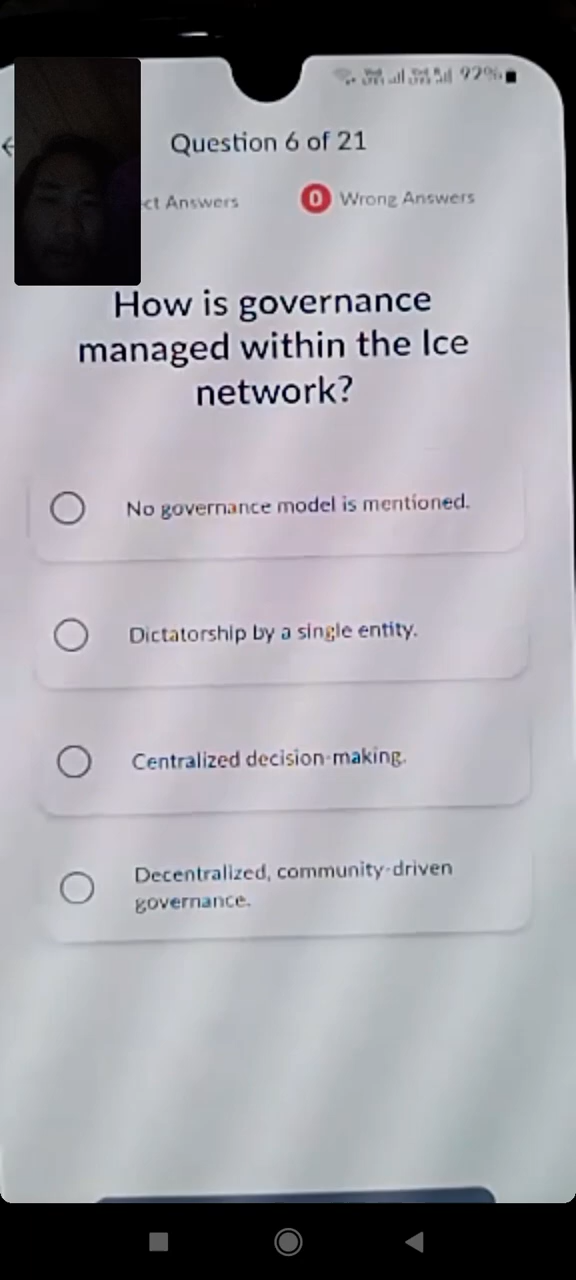 92%
Question 6 of 21
ct Answers
0 Wrong Answers
How is governance
managed within the Ice
network?
No governance model is mentioned.
Dictatorship by a single entity.
Centralized decision-making.
Decentralized, community-driven
governance.